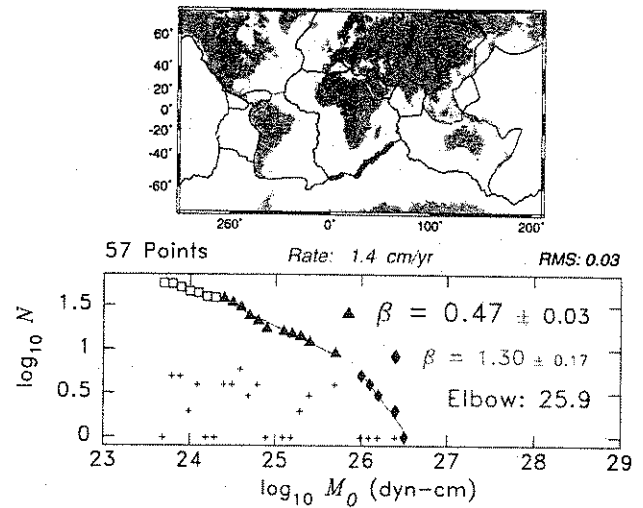 60°
40°
20°
0°
-20°
-40°
-60°
260° 0° 100° 200°
57 Points Rate: 1.4 cm/yr RMS: 0.03
β = 0.47 ± 0.03
β = 1.30 ± 0.17
Elbow: 25.9
log₁₀ N
1.5
1
0.5
0
23 24 25 26 27 28 29
log₁₀ M₀ (dyn-cm)